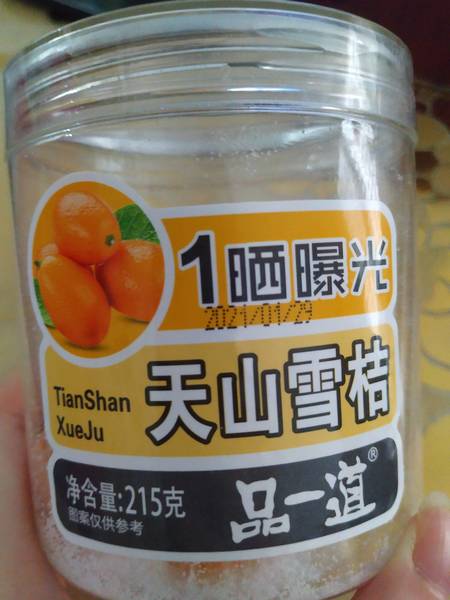 1晒曝光
2021/01/29
TianShan
XueJu
天山雪桔
净含量:215克
图案仅供参考
品一道®